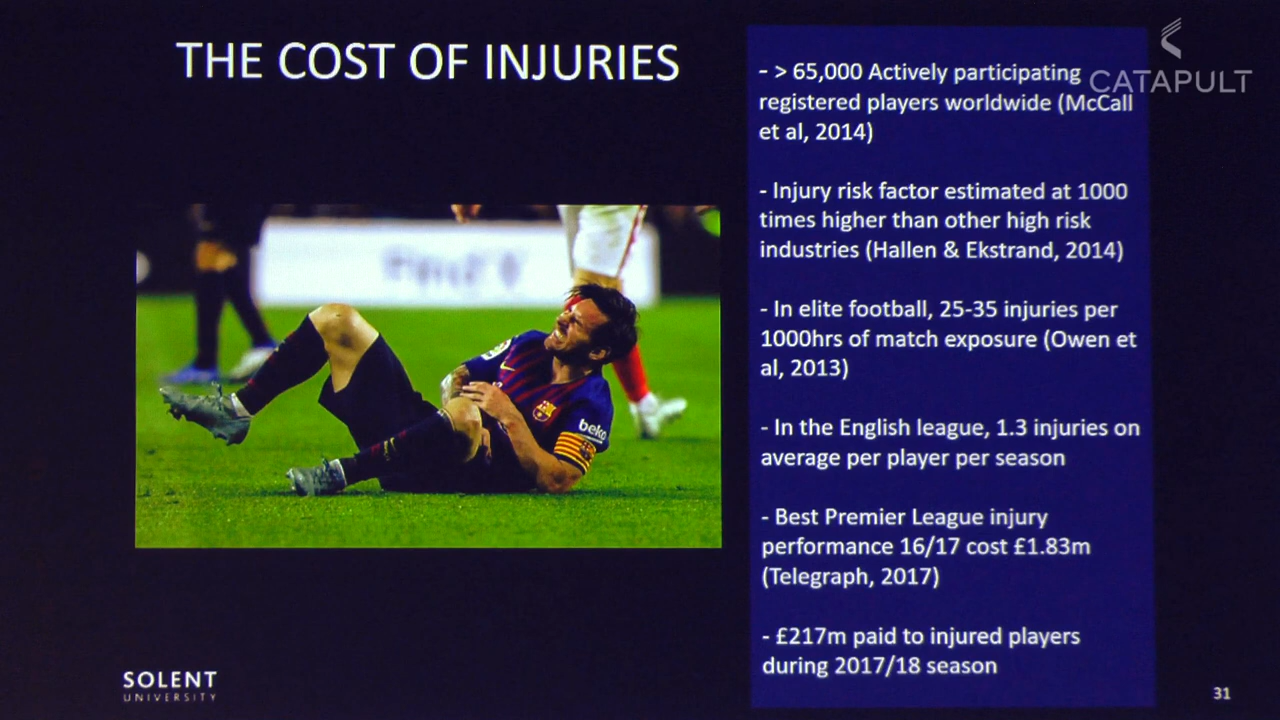 THE COST OF INJURIES
CATAPULT
- > 65,000 Actively participating
registered players worldwide (McCall
et al, 2014)
- Injury risk factor estimated at 1000
times higher than other high risk
industries (Hallen & Ekstrand, 2014)
- In elite football, 25-35 injuries per
1000hrs of match exposure (Owen et
al, 2013)
- In the English league, 1.3 injuries on
average per player per season
- Best Premier League injury
performance 16/17 cost £1.83m
(Telegraph, 2017)
- £217m paid to injured players
during 2017/18 season
beko
SOLENT
UNIVERSITY
31